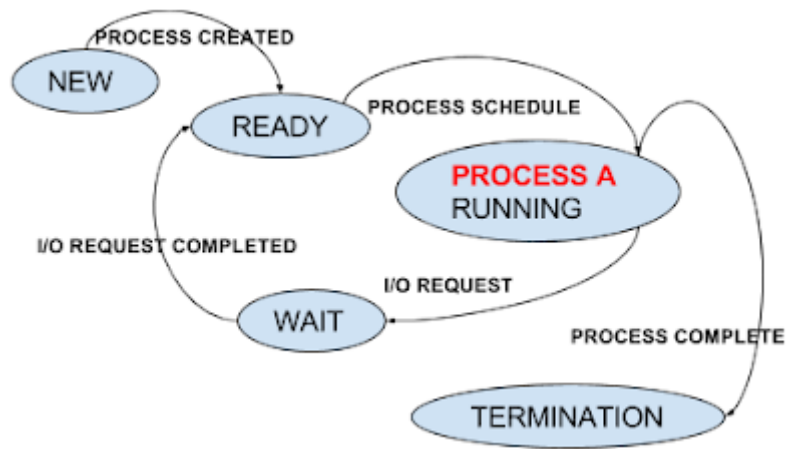 PROCESS CREATED
NEW
READY
PROCESS SCHEDULE
PROCESS A
RUNNING
I/O REQUEST COMPLETED
I/O REQUEST
WAIT
PROCESS COMPLETE
TERMINATION